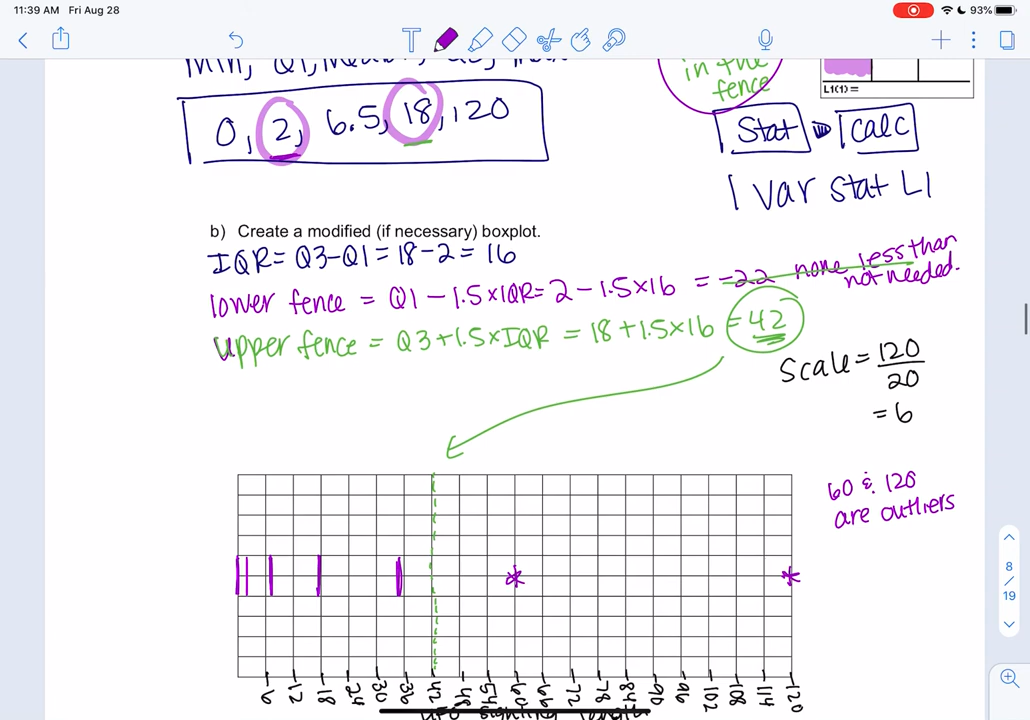 11:39 AM Fri Aug 28
93%
min, Q1,
in the
fence
0, 2, 6.5, 18, 120
L1(1)=
Stat Calc
1 var stat L1
b) Create a modified (if necessary) boxplot.
IQR = Q3-Q1 = 18-2 = 16
lower fence = Q1 - 1.5×IQR = 2 - 1.5×16 = -22 none less than
not needed.
upper fence = Q3 + 1.5×IQR = 18 + 1.5×16 = 42
Scale = 120
20
= 6
60 & 120
are outliers
6 12 18 24 30 36 42 48 54 60 66 72 78 84 90 96 102 108 114 120
8
/
19